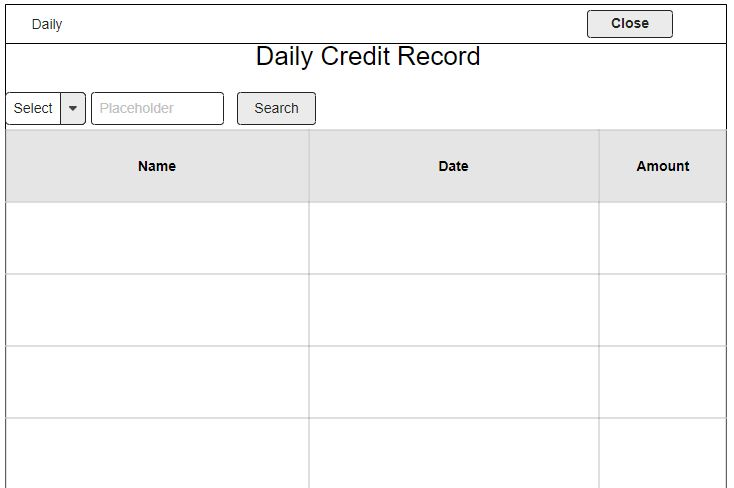 Daily
Close
Daily Credit Record
Select
Placeholder
Search
Name
Date
Amount